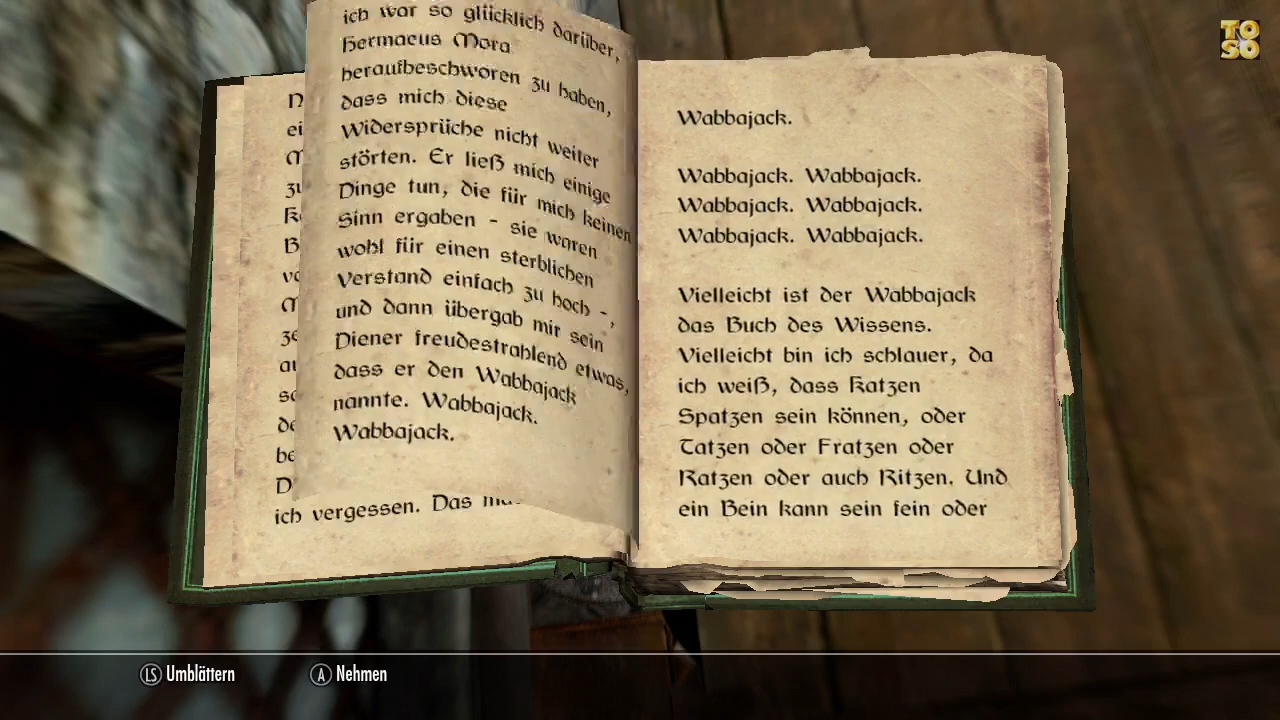 ich war so glücklich darüber,
Hermaeus Mora
heraufbeschworen zu haben,
dass mich diese
Widersprüche nicht weiter
störten. Er ließ mich einige
Dinge tun, die für mich keinen
Sinn ergaben - sie waren
wohl für einen sterblichen
Verstand einfach zu hoch -,
und dann übergab mir sein
Diener freudestrahlend etwas,
dass er den Wabbajack
nannte. Wabbajack.
Wabbajack.
ich vergessen. Das
Wabbajack.
Wabbajack. Wabbajack.
Wabbajack. Wabbajack.
Wabbajack. Wabbajack.
Vielleicht ist der Wabbajack
das Buch des Wissens.
Vielleicht bin ich schlauer, da
ich weiß, dass Katzen
Spatzen sein können, oder
Tatzen oder Fratzen oder
Ratzen oder auch Ritzen. Und
ein Bein kann sein fein oder
TO
SO
LS Umblättern
A Nehmen